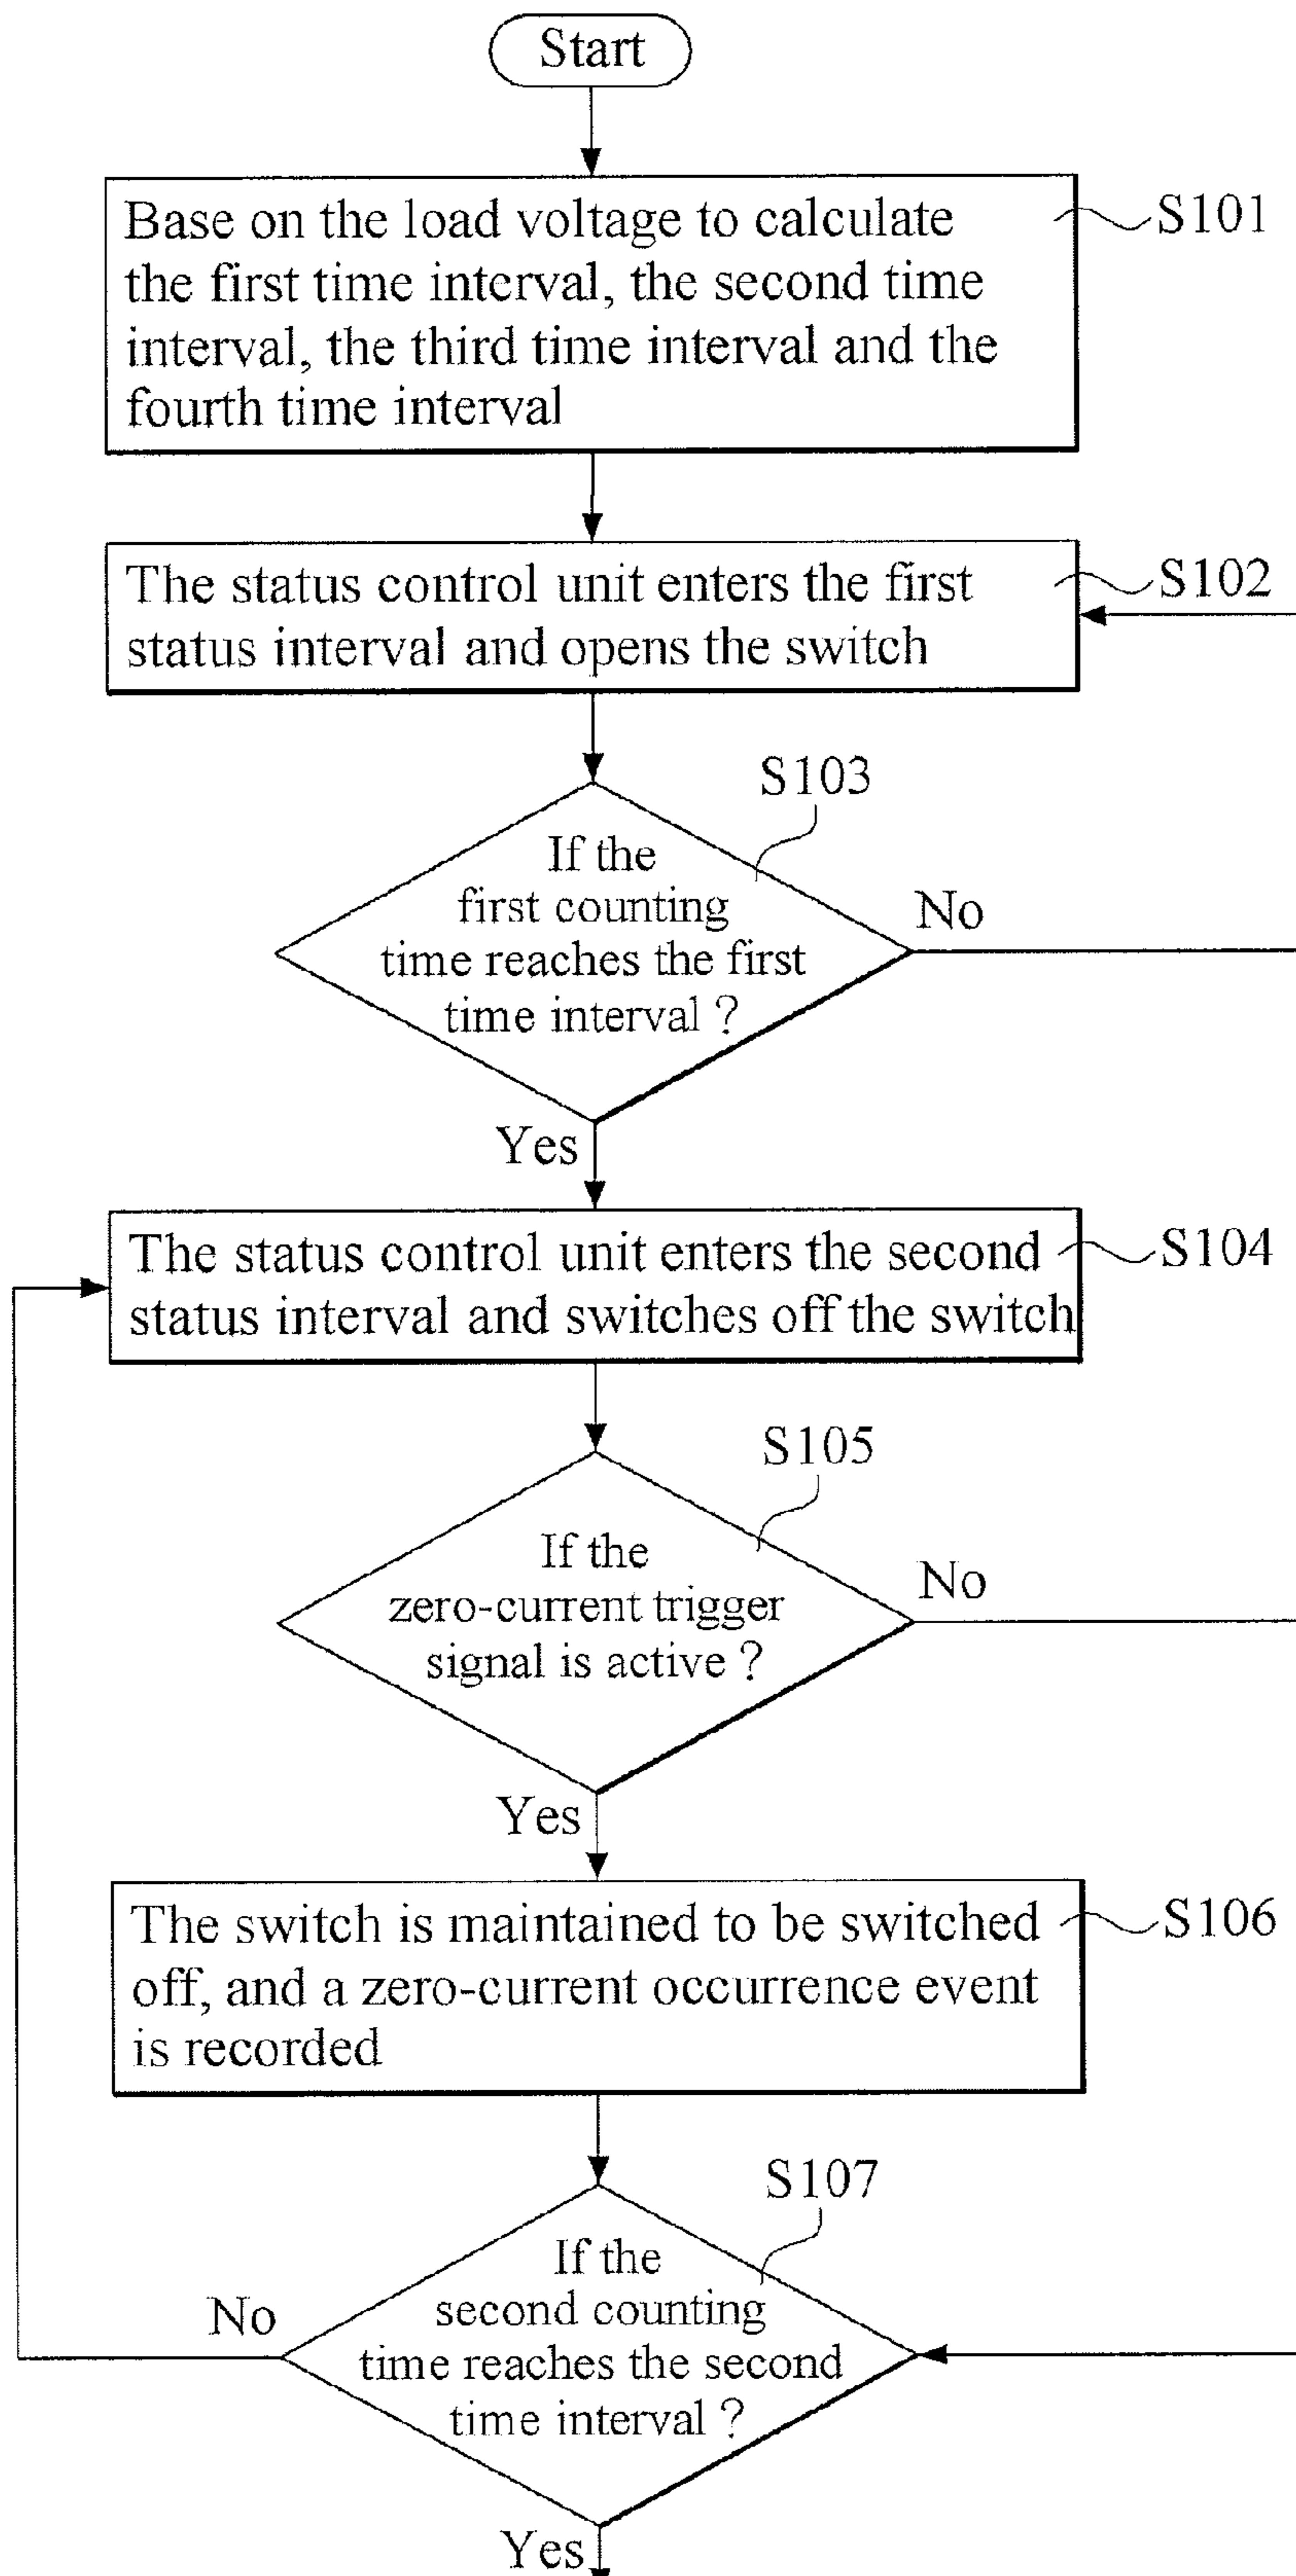 Start
Base on the load voltage to calculate
the first time interval, the second time
interval, the third time interval and the
fourth time interval
S101
The status control unit enters the first
status interval and opens the switch
S102
S103
If the
first counting
time reaches the first
time interval ?
No
Yes
The status control unit enters the second
status interval and switches off the switch
S104
S105
If the
zero-current trigger
signal is active ?
No
Yes
The switch is maintained to be switched
off, and a zero-current occurrence event
is recorded
S106
S107
If the
second counting
time reaches the second
time interval ?
No
Yes